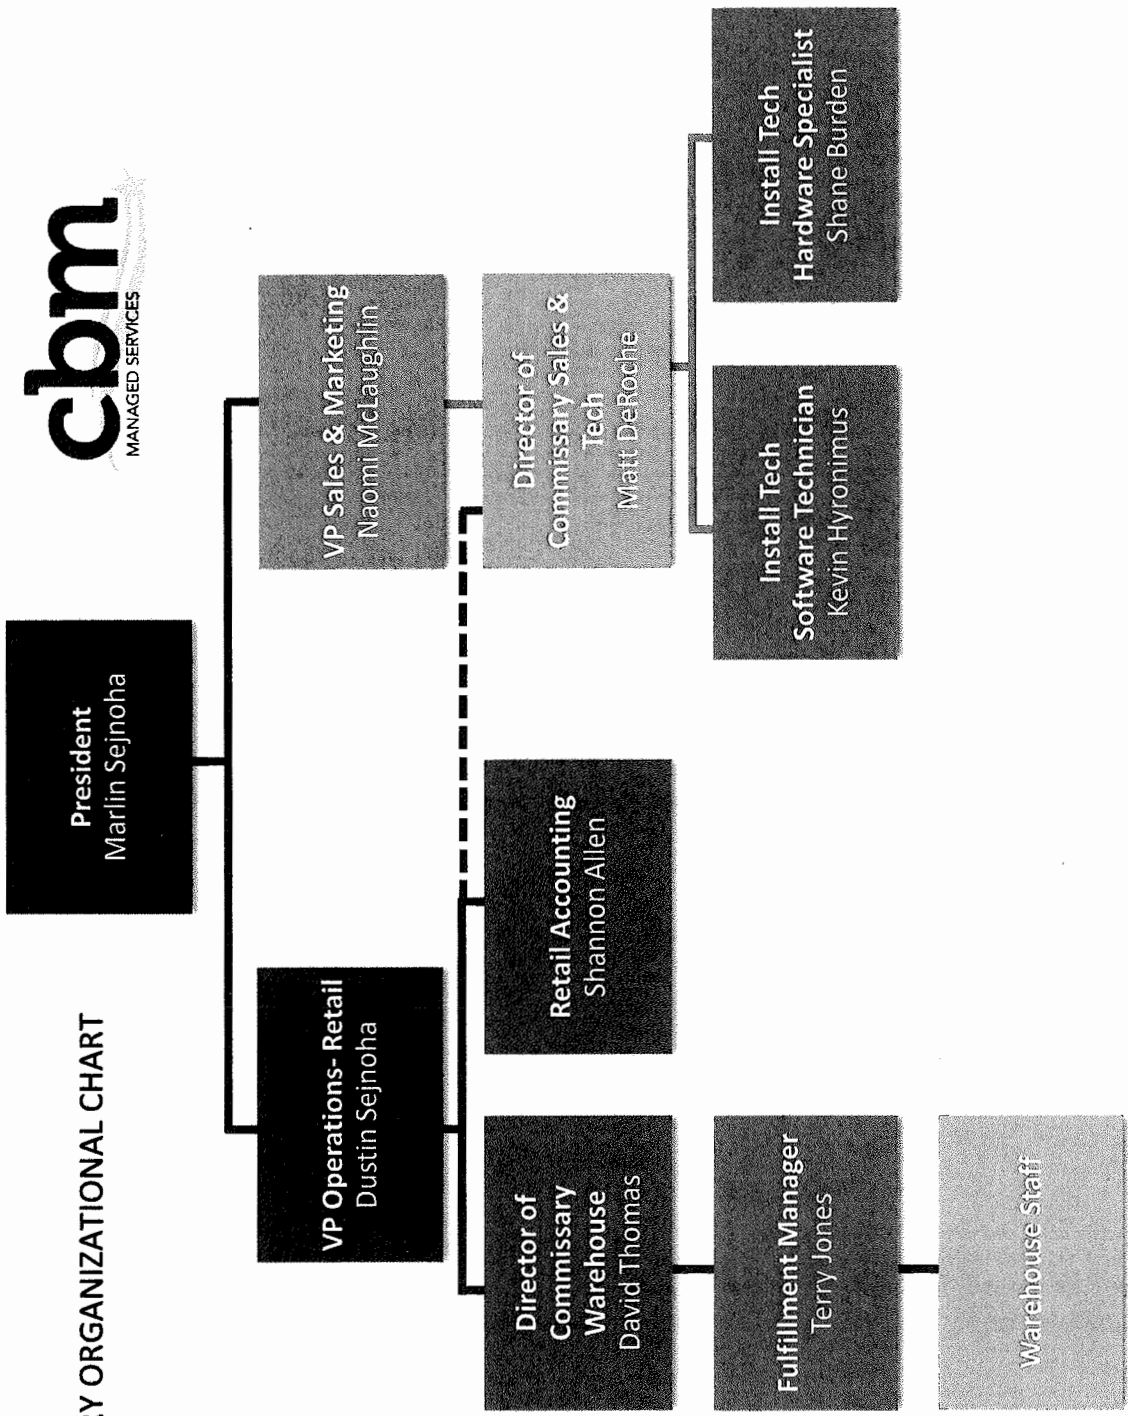 RY ORGANIZATIONAL CHART
cbm
MANAGED SERVICES
President
Marlin Sejnoha
VP Operations- Retail
Dustin Sejnoha
VP Sales & Marketing
Naomi McLaughlin
Director of
Commissary
Warehouse
David Thomas
Retail Accounting
Shannon Allen
Director of
Commissary Sales &
Tech
Matt DeRoche
Fulfillment Manager
Terry Jones
Install Tech
Software Technician
Kevin Hyronimus
Install Tech
Hardware Specialist
Shane Burden
Warehouse Staff